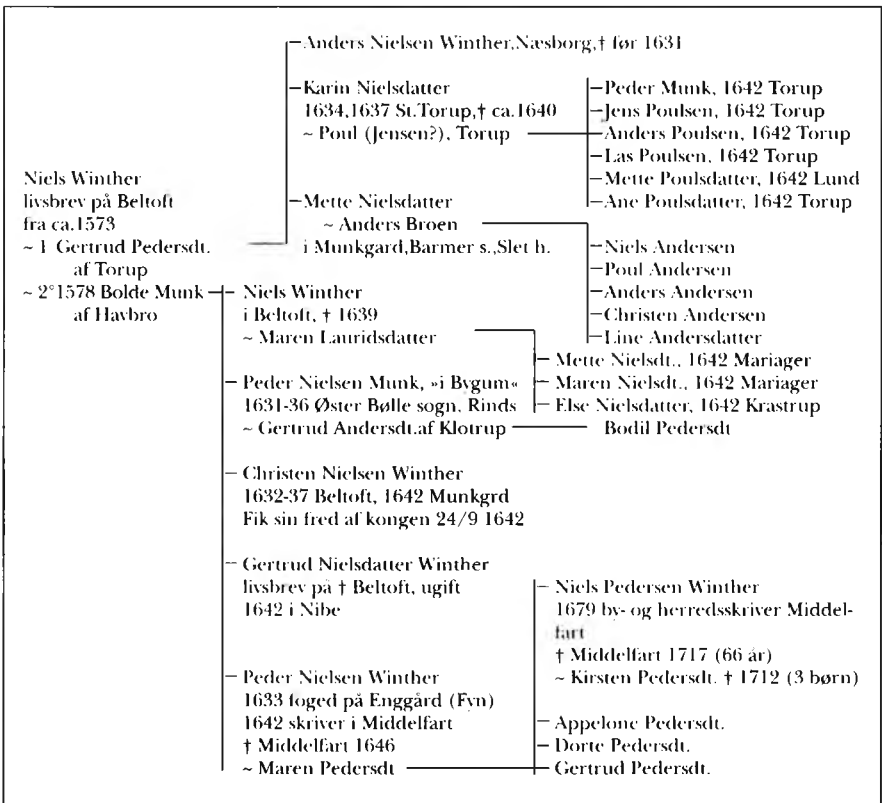 Niels Winther
livsbrev på Beltoft
fra ca.1573
~ 1 Gertrud Pedersdt.
af Torup
~ 2°1578 Bolde Munk
af Havbro
Anders Nielsen Winther,Næsborg,† før 1631
Karin Nielsdatter
1634,1637 St.Torup,† ca.1640
~ Poul (Jensen?), Torup
Peder Munk, 1642 Torup
Jens Poulsen, 1642 Torup
Anders Poulsen, 1642 Torup
Las Poulsen, 1642 Torup
Mette Poulsdatter, 1642 Lund
Ane Poulsdatter, 1642 Torup
Mette Nielsdatter
~ Anders Broen
i Munkgard,Barmer s.,Slet h.
Niels Andersen
Poul Andersen
Anders Andersen
Christen Andersen
Line Andersdatter
Niels Winther
i Beltoft, † 1639
~ Maren Lauridsdatter
Mette Nielsdt., 1642 Mariager
Maren Nielsdt., 1642 Mariager
Else Nielsdatter, 1642 Krastrup
Peder Nielsen Munk, »i Bygum«
1631-36 Øster Bølle sogn, Rinds
~ Gertrud Andersdt.af Klotrup
Bodil Pedersdt
Christen Nielsen Winther
1632-37 Beltoft, 1642 Munkgrd
Fik sin fred af kongen 24/9 1642
Gertrud Nielsdatter Winther
livsbrev på † Beltoft, ugift
1642 i Nibe
Peder Nielsen Winther
1633 foged på Enggård (Fyn)
1642 skriver i Middelfart
† Middelfart 1646
~ Maren Pedersdt
Niels Pedersen Winther
1679 by- og herredsskriver Middel-
fart
† Middelfart 1717 (66 år)
~ Kirsten Pedersdt. † 1712 (3 børn)
Appelone Pedersdt.
Dorte Pedersdt.
Gertrud Pedersdt.